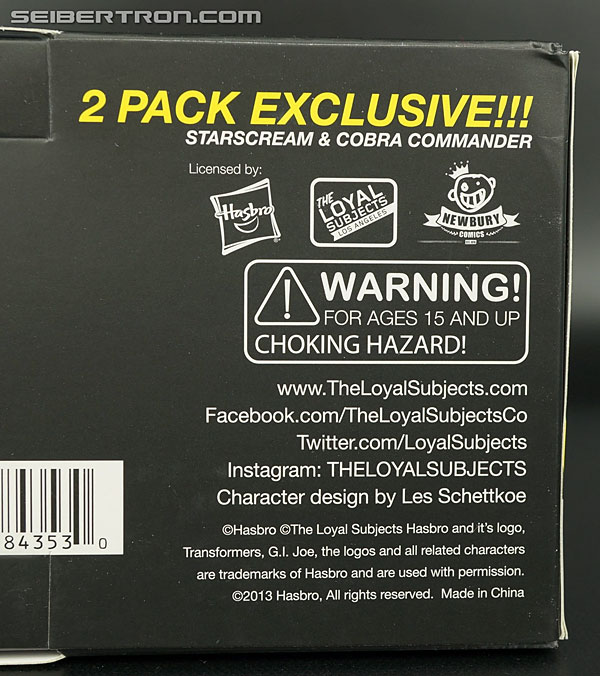 SEIBERTRON.COM
2 PACK EXCLUSIVE!!!
STARSCREAM & COBRA COMMANDER
Licensed by:
Hasbro
THE
LOYAL
SUBJECTS
LOS ANGELES
NEWBURY
COMICS
WARNING!
FOR AGES 15 AND UP
CHOKING HAZARD!
www.TheLoyalSubjects.com
Facebook.com/TheLoyalSubjectsCo
Twitter.com/LoyalSubjects
Instagram: THELOYALSUBJECTS
Character design by Les Schettkoe
84353 0
©Hasbro ©The Loyal Subjects Hasbro and it's logo,
Transformers, G.I. Joe, the logos and all related characters
are trademarks of Hasbro and are used with permission.
©2013 Hasbro, All rights reserved. Made in China